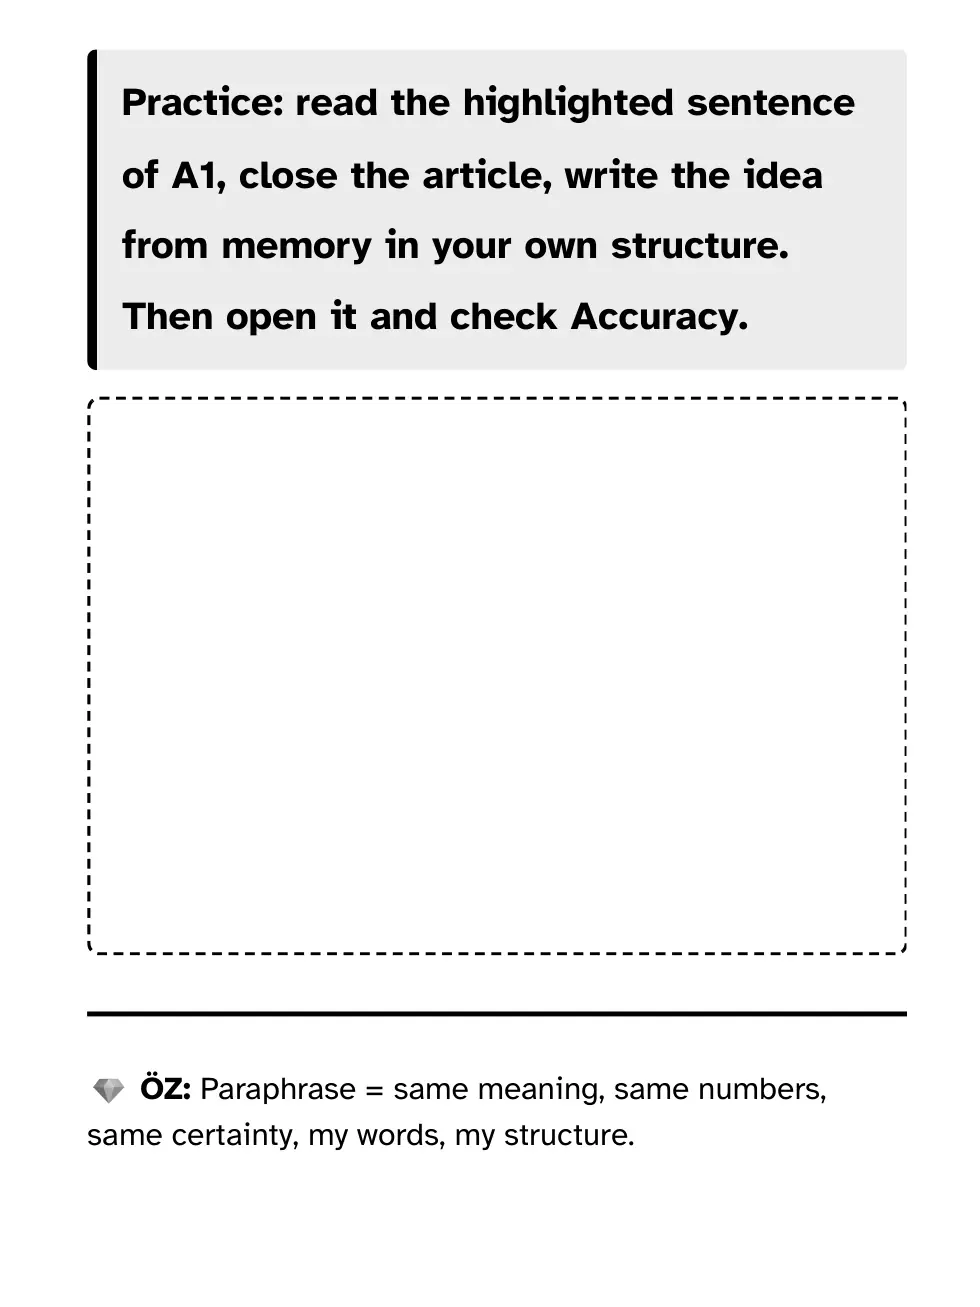 Practice: read the highlighted sentence
of A1, close the article, write the idea
from memory in your own structure.
Then open it and check Accuracy.
ÖZ: Paraphrase = same meaning, same numbers,
same certainty, my words, my structure.